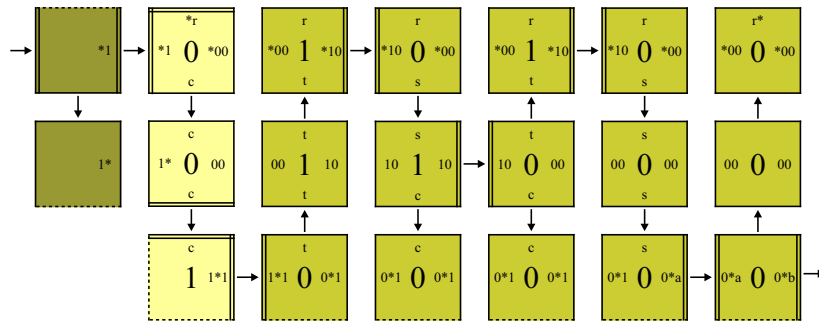 *r r r r r r*
*1 *1 0 *00 *00 1 *10 *10 0 *00 *00 1 *10 *10 0 *00 *00 0 *00
c t s t s
c t s t s
1* 1* 0 00 00 1 10 10 1 10 10 0 00 00 0 00 00 0 00
c t c c s
c t c c s
1 1*1 1*1 0 0*1 0*1 0 0*1 0*1 0 0*1 0*1 0 0*a 0*a 0 0*b